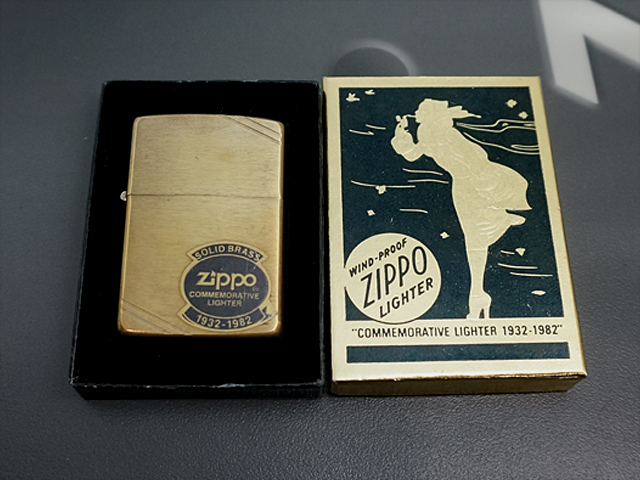 SOLID BRASS
Zippo
COMMEMORATIVE
LIGHTER
1932-1982
WIND-PROOF
ZIPPO
LIGHTER
"COMMEMORATIVE LIGHTER 1932-1982"